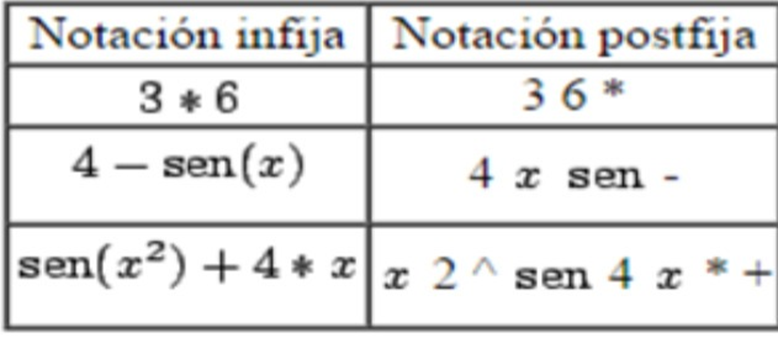 Notación infija Notación postfija
3 * 6 3 6 *
4 − sen(x) 4 x sen -
sen(x²) + 4 * x x 2 ^ sen 4 x * +